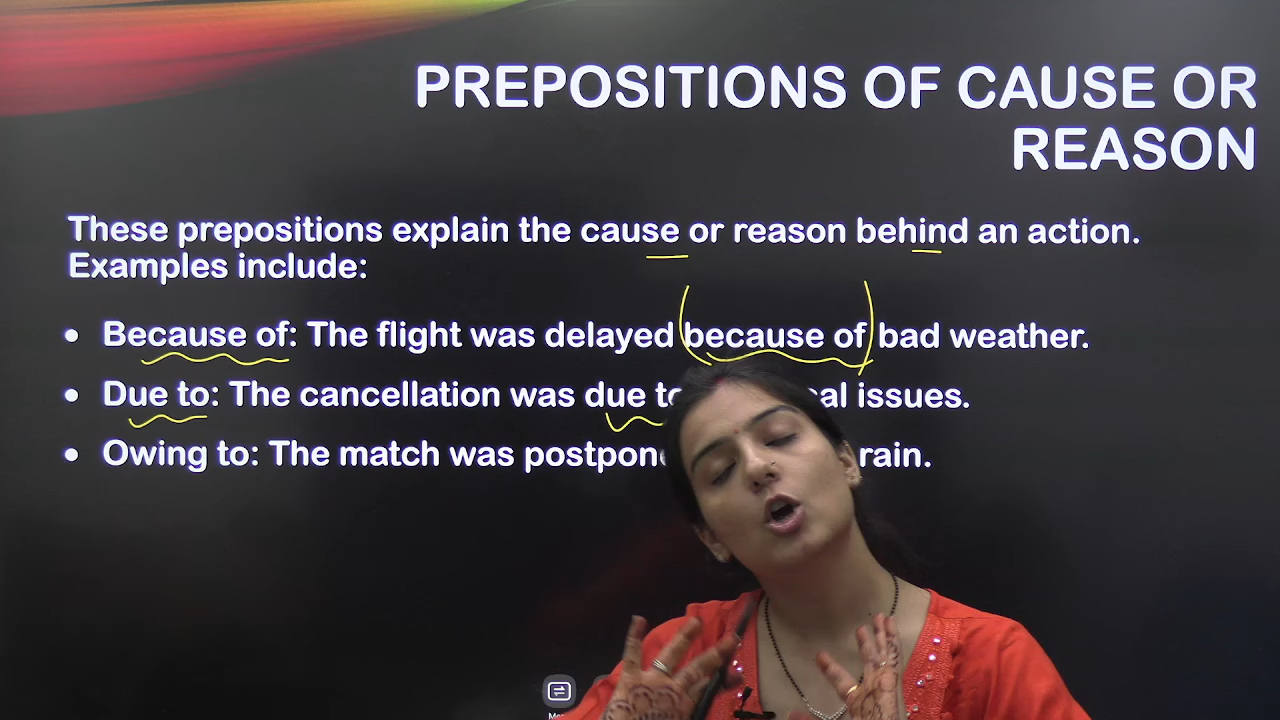 PREPOSITIONS OF CAUSE OR
REASON
These prepositions explain the cause or reason behind an action.
Examples include:
• Because of: The flight was delayed because of bad weather.
• Due to: The cancellation was due to issues.
• Owing to: The match was rain.